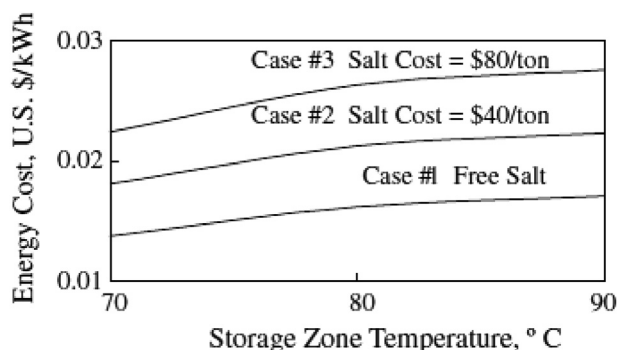 Energy Cost, U.S. $/kWh
0.03
0.02
0.01
Case #3 Salt Cost = $80/ton
Case #2 Salt Cost = $40/ton
Case #1 Free Salt
70 80 90
Storage Zone Temperature, º C